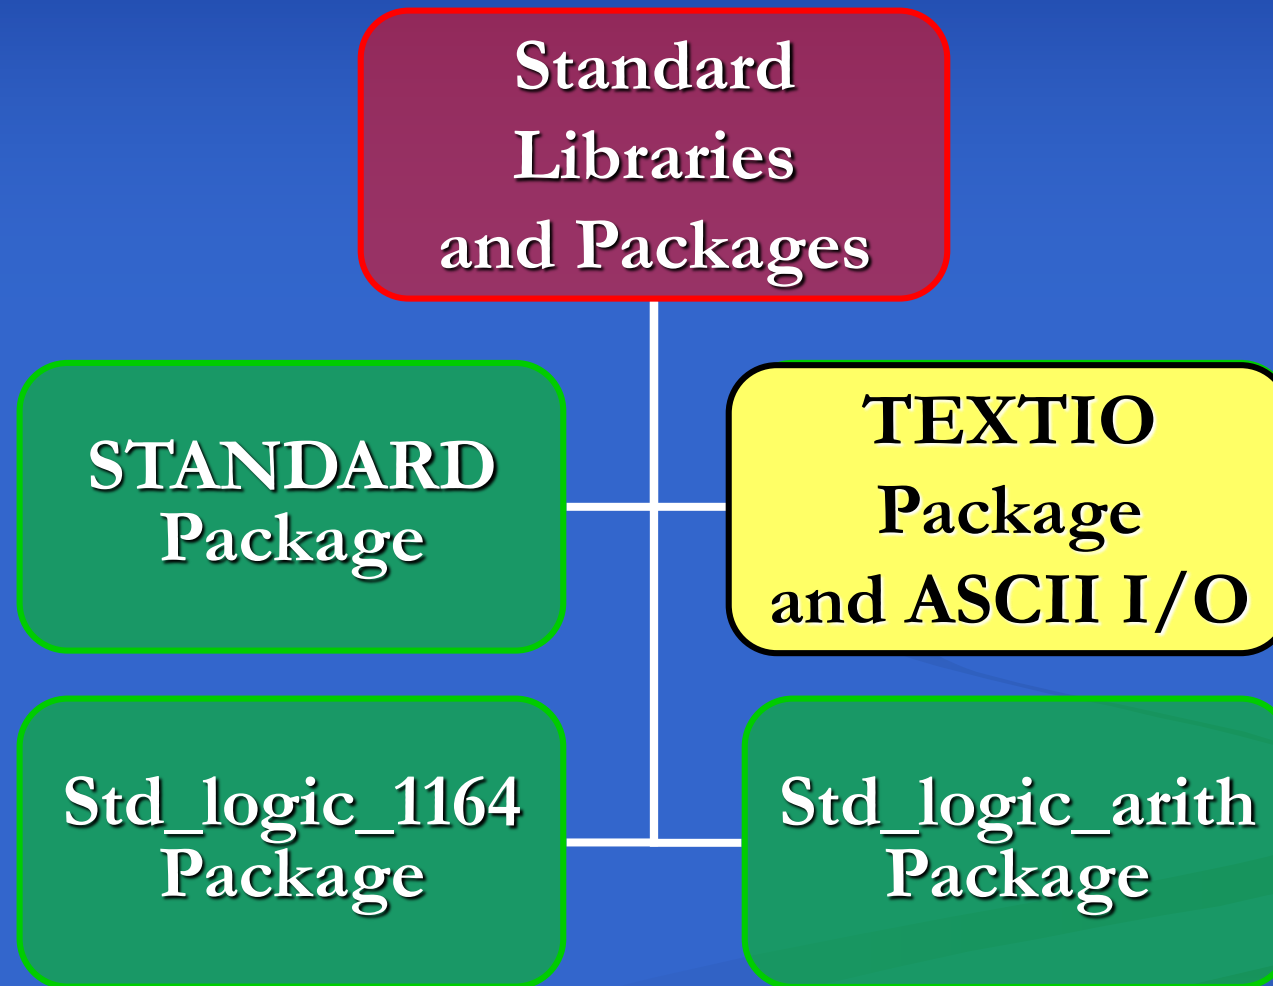 Standard
Libraries
and Packages
STANDARD
Package
TEXTIO
Package
and ASCII I/O
Std_logic_1164
Package
Std_logic_arith
Package